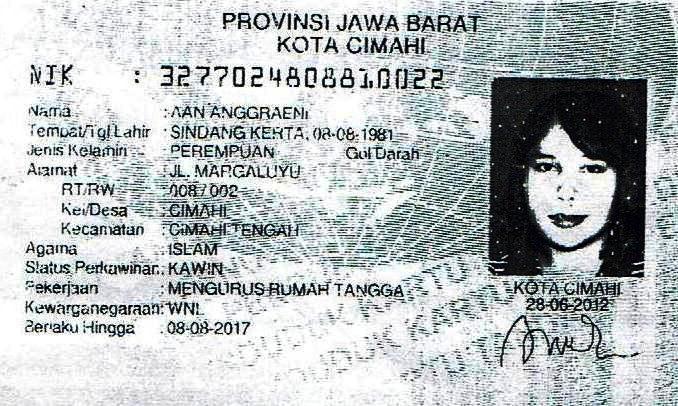 PROVINSI JAWA BARAT
KOTA CIMAHI
NIK : 3277024808810022
Nama : AAN ANGGRAENI
Tempat/Tgl Lahir : SINDANG KERTA, 08-08-1981
Jenis Kelamin : PEREMPUAN Gol Darah
Alamat : JL. MARGALUYU
RT/RW : 008 / 002
Kel/Desa : CIMAHI
Kecamatan : CIMAHI TENGAH
Agama : ISLAM
Status Perkawinan: KAWIN
Pekerjaan : MENGURUS RUMAH TANGGA
Kewarganegaraan: WNI
Berlaku Hingga : 08-08-2017
KOTA CIMAHI
28-06-2012